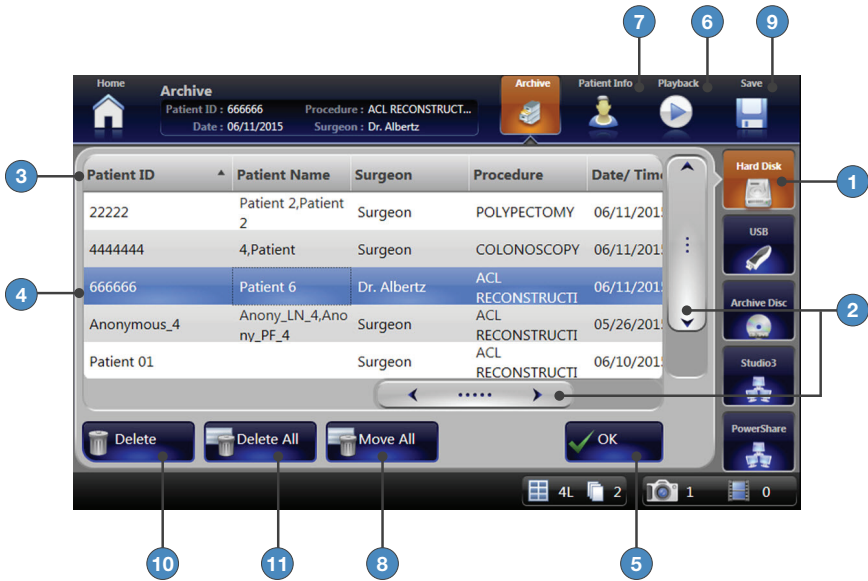 7
6
9
Home
Archive
Patient ID : 666666 Procedure : ACL RECONSTRUCT...
Date : 06/11/2015 Surgeon : Dr. Albertz
Archive
Patient Info
Playback
Save
3
Patient ID
Patient Name
Surgeon
Procedure
Date/ Time
Hard Disk
1
22222
Patient 2,Patient
2
Surgeon
POLYPECTOMY
06/11/201
USB
4444444
4,Patient
Surgeon
COLONOSCOPY
06/11/201
4
666666
Patient 6
Dr. Albertz
ACL
RECONSTRUCTI
06/11/201
Archive Disc
2
Anonymous_4
Anony_LN_4,Ano
ny_PF_4
Surgeon
ACL
RECONSTRUCTI
05/26/201
Patient 01
Surgeon
ACL
RECONSTRUCTI
06/10/201
Studio3
PowerShare
Delete
Delete All
Move All
OK
4L
2
1
0
10
11
8
5